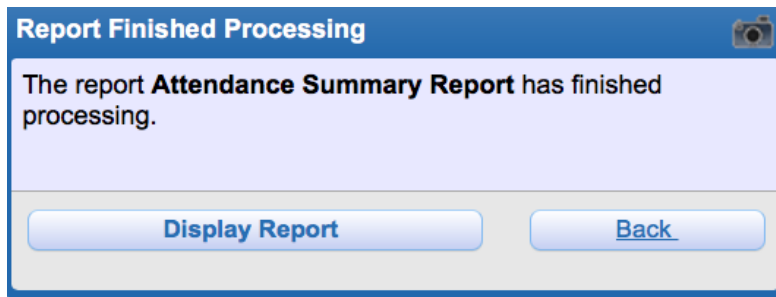 Report Finished Processing
The report Attendance Summary Report has finished
processing.
Display Report
Back